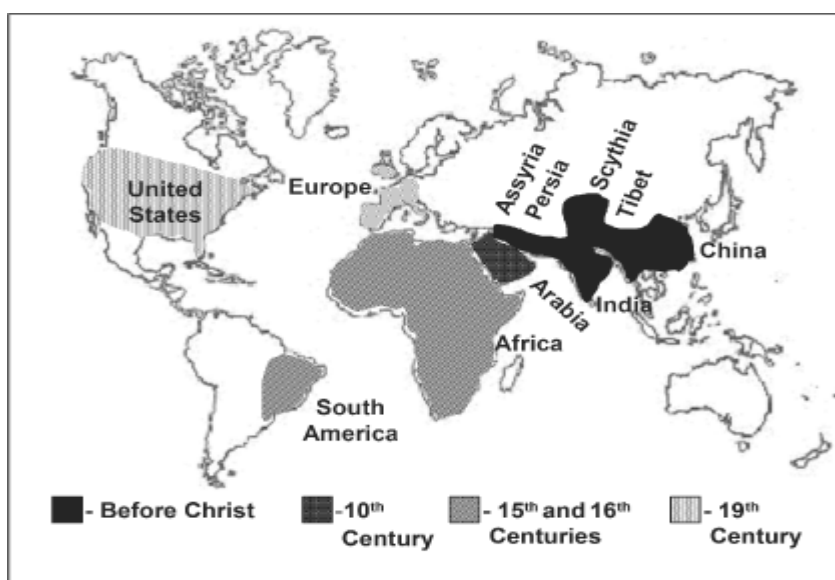 United
States
Europe
Assyria
Persia
Scythia
Tibet
China
India
Arabia
Africa
South
America
- Before Christ
-10th
Century
- 15th and 16th
Centuries
- 19th
Century